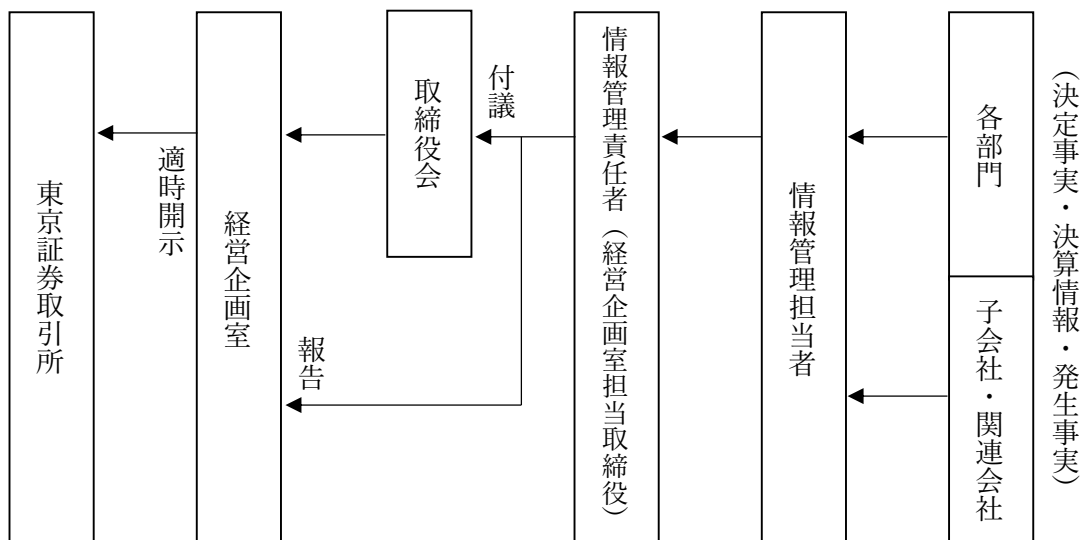 (決定事実・決算情報・発生事実)
各部門
子会社・関連会社
情報管理担当者
情報管理責任者(経営企画室担当取締役)
付議
取締役会
報告
経営企画室
適時開示
東京証券取引所